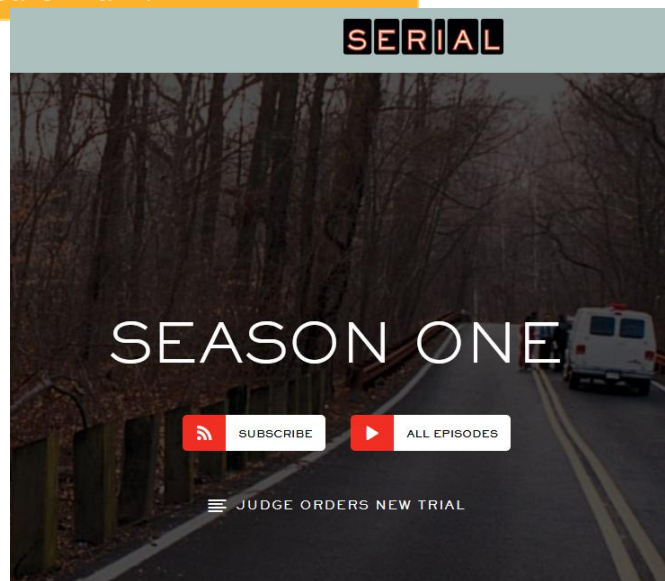 SERIAL
SEASON ONE
SUBSCRIBE
ALL EPISODES
JUDGE ORDERS NEW TRIAL